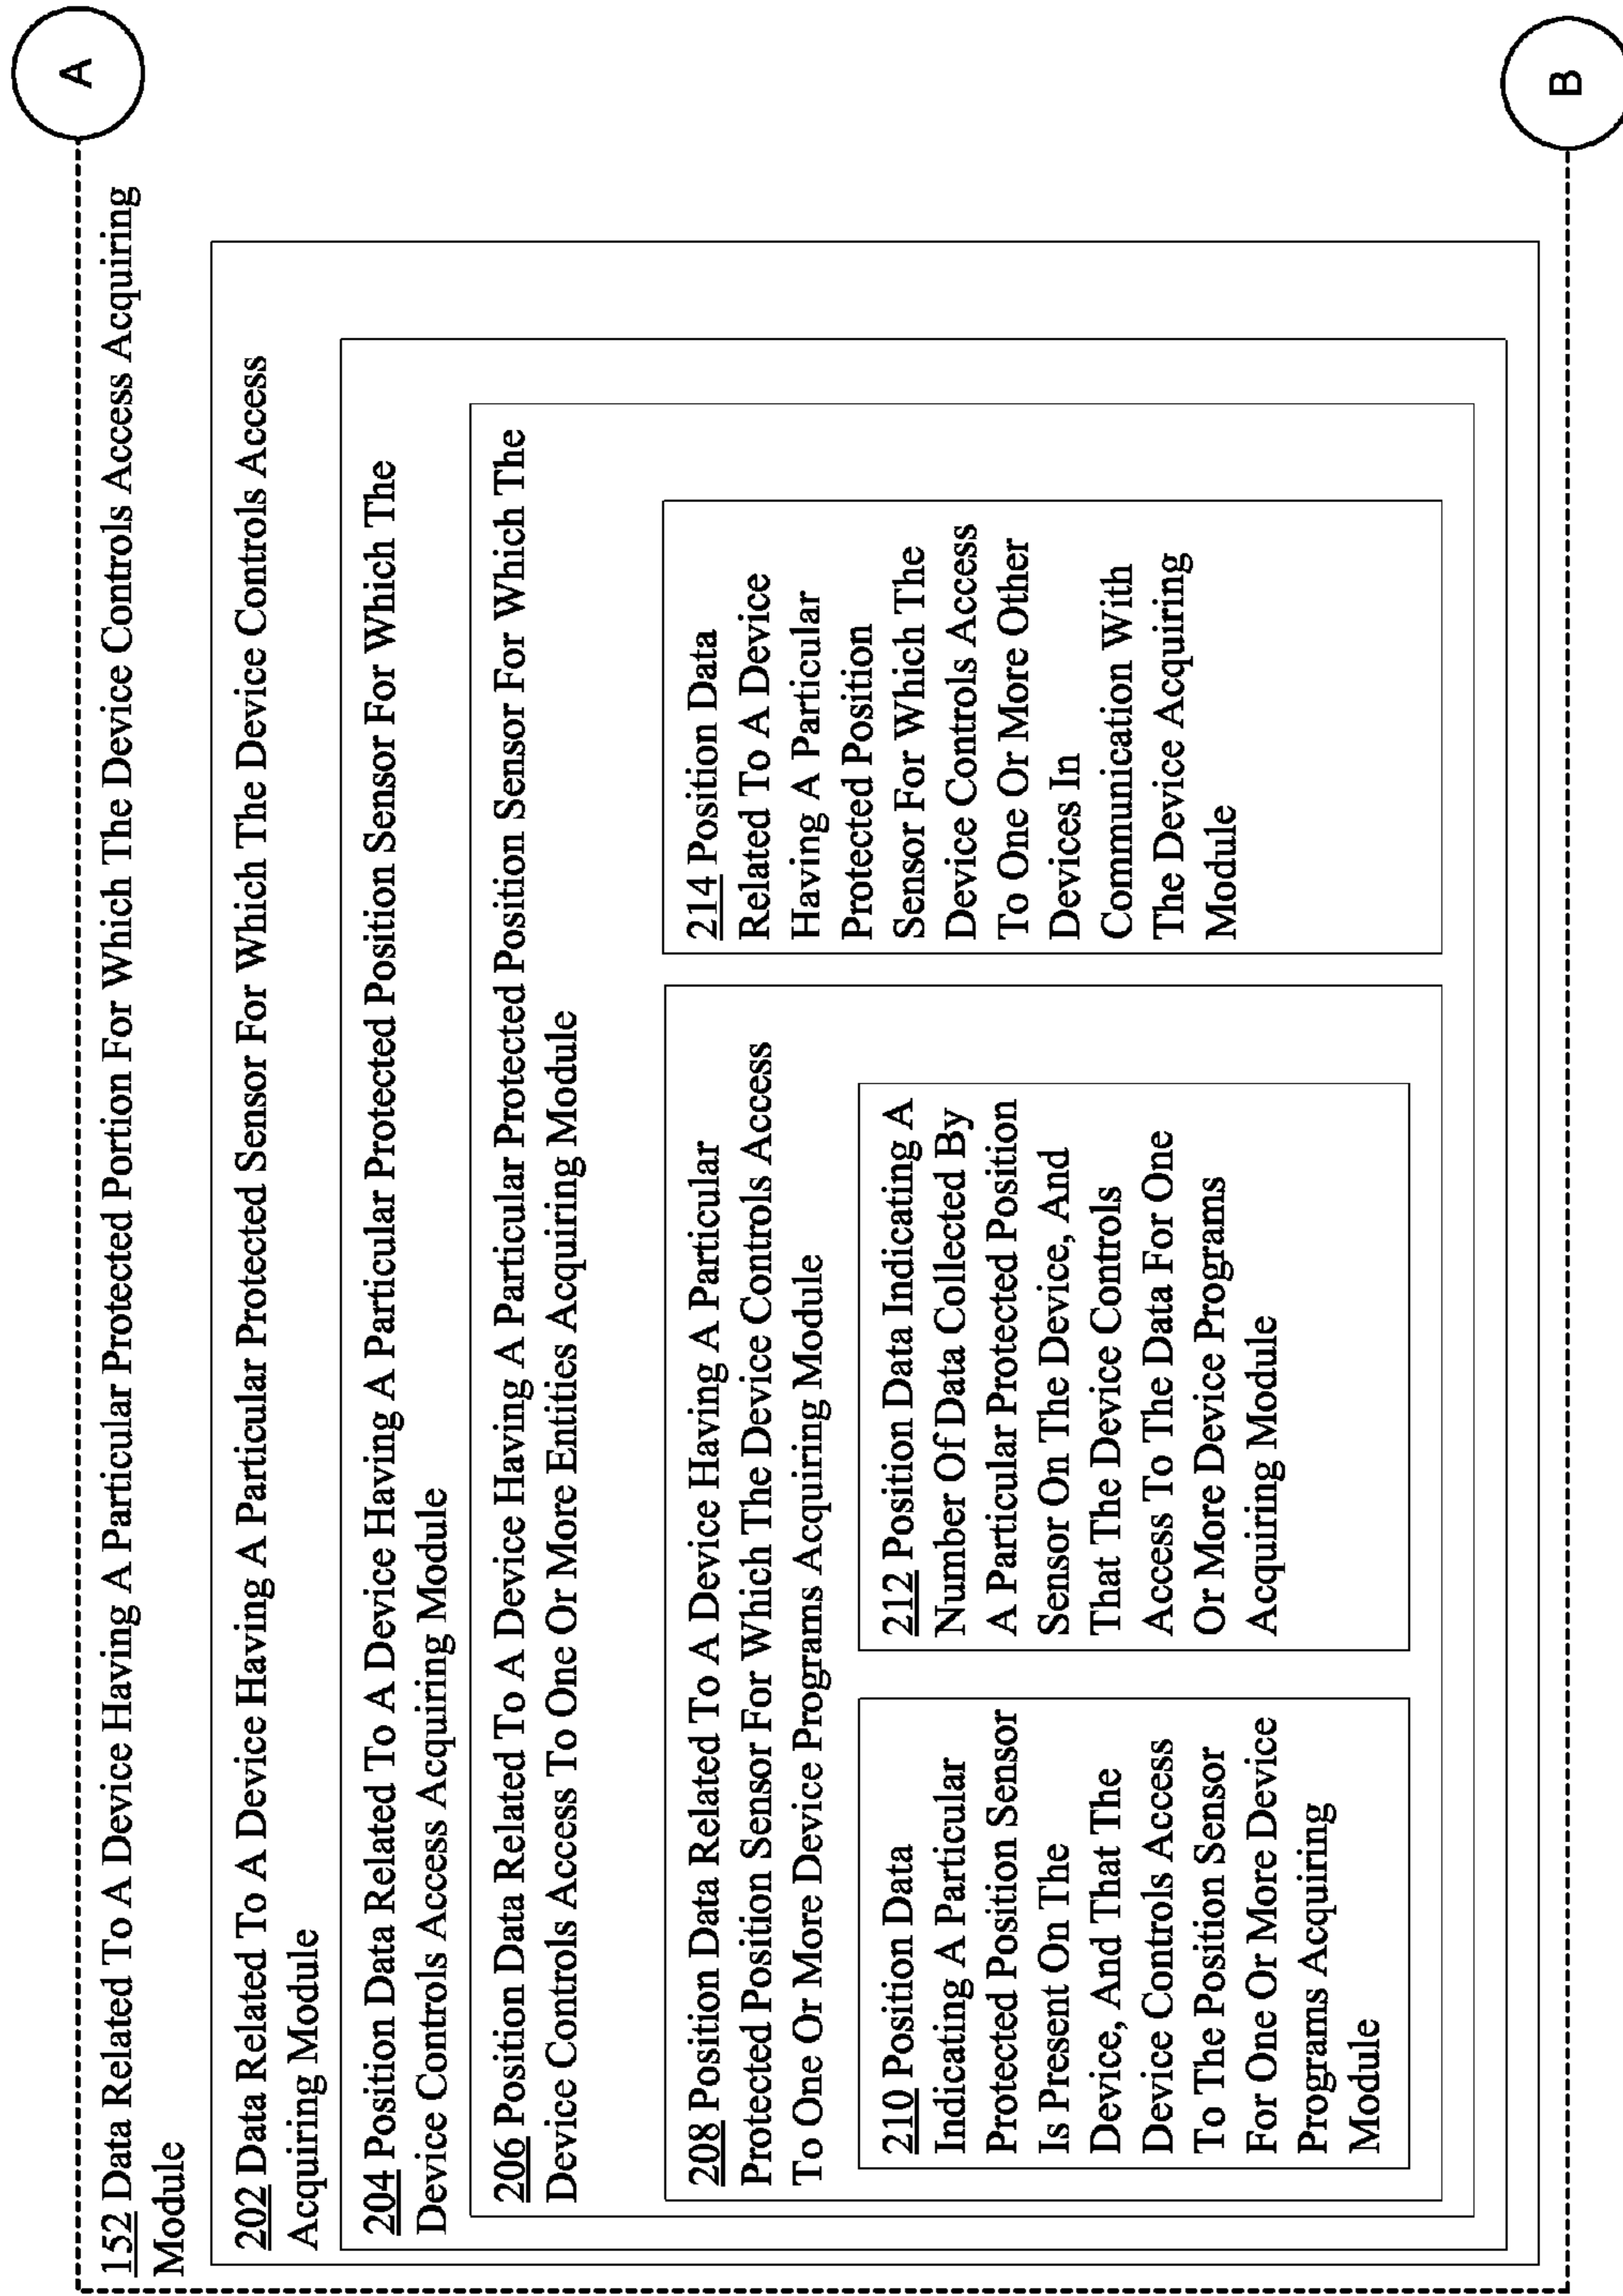 A
152 Data Related To A Device Having A Particular Protected Portion For Which The Device Controls Access Acquiring
Module
202 Data Related To A Device Having A Particular Protected Sensor For Which The Device Controls Access
Acquiring Module
204 Position Data Related To A Device Having A Particular Protected Position Sensor For Which The
Device Controls Access Acquiring Module
206 Position Data Related To A Device Having A Particular Protected Position Sensor For Which The
Device Controls Access To One Or More Entities Acquiring Module
208 Position Data Related To A Device Having A Particular
Protected Position Sensor For Which The Device Controls Access
To One Or More Device Programs Acquiring Module
210 Position Data
Indicating A Particular
Protected Position Sensor
Is Present On The
Device, And That The
Device Controls Access
To The Position Sensor
For One Or More Device
Programs Acquiring
Module
212 Position Data Indicating A
Number Of Data Collected By
A Particular Protected Position
Sensor On The Device, And
That The Device Controls
Access To The Data For One
Or More Device Programs
Acquiring Module
214 Position Data
Related To A Device
Having A Particular
Protected Position
Sensor For Which The
Device Controls Access
To One Or More Other
Devices In
Communication With
The Device Acquiring
Module
B